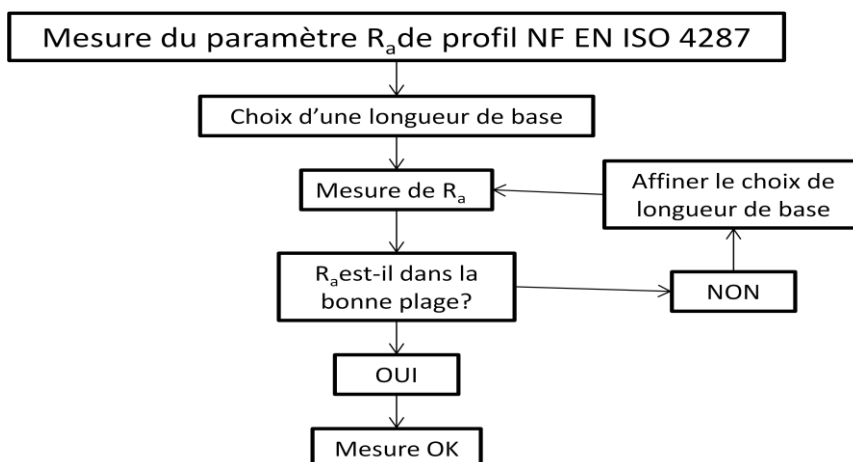 Mesure du paramètre Rₐde profil NF EN ISO 4287
Choix d’une longueur de base
Mesure de Rₐ
Affiner le choix de
longueur de base
Rₐest-il dans la
bonne plage?
NON
OUI
Mesure OK